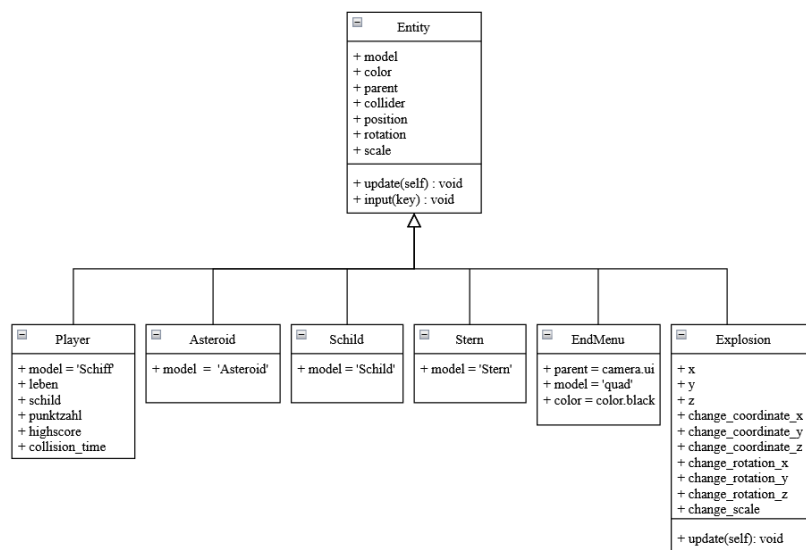 Entity
+ model
+ color
+ parent
+ collider
+ position
+ rotation
+ scale
+ update(self) : void
+ input(key) : void
Player
+ model = 'Schiff'
+ leben
+ schild
+ punktzahl
+ highscore
+ collision_time
Asteroid
+ model = 'Asteroid'
Schild
+ model = 'Schild'
Stern
+ model = 'Stern'
EndMenu
+ parent = camera.ui
+ model = 'quad'
+ color = color.black
Explosion
+ x
+ y
+ z
+ change_coordinate_x
+ change_coordinate_y
+ change_coordinate_z
+ change_rotation_x
+ change_rotation_y
+ change_rotation_z
+ change_scale
+ update(self): void